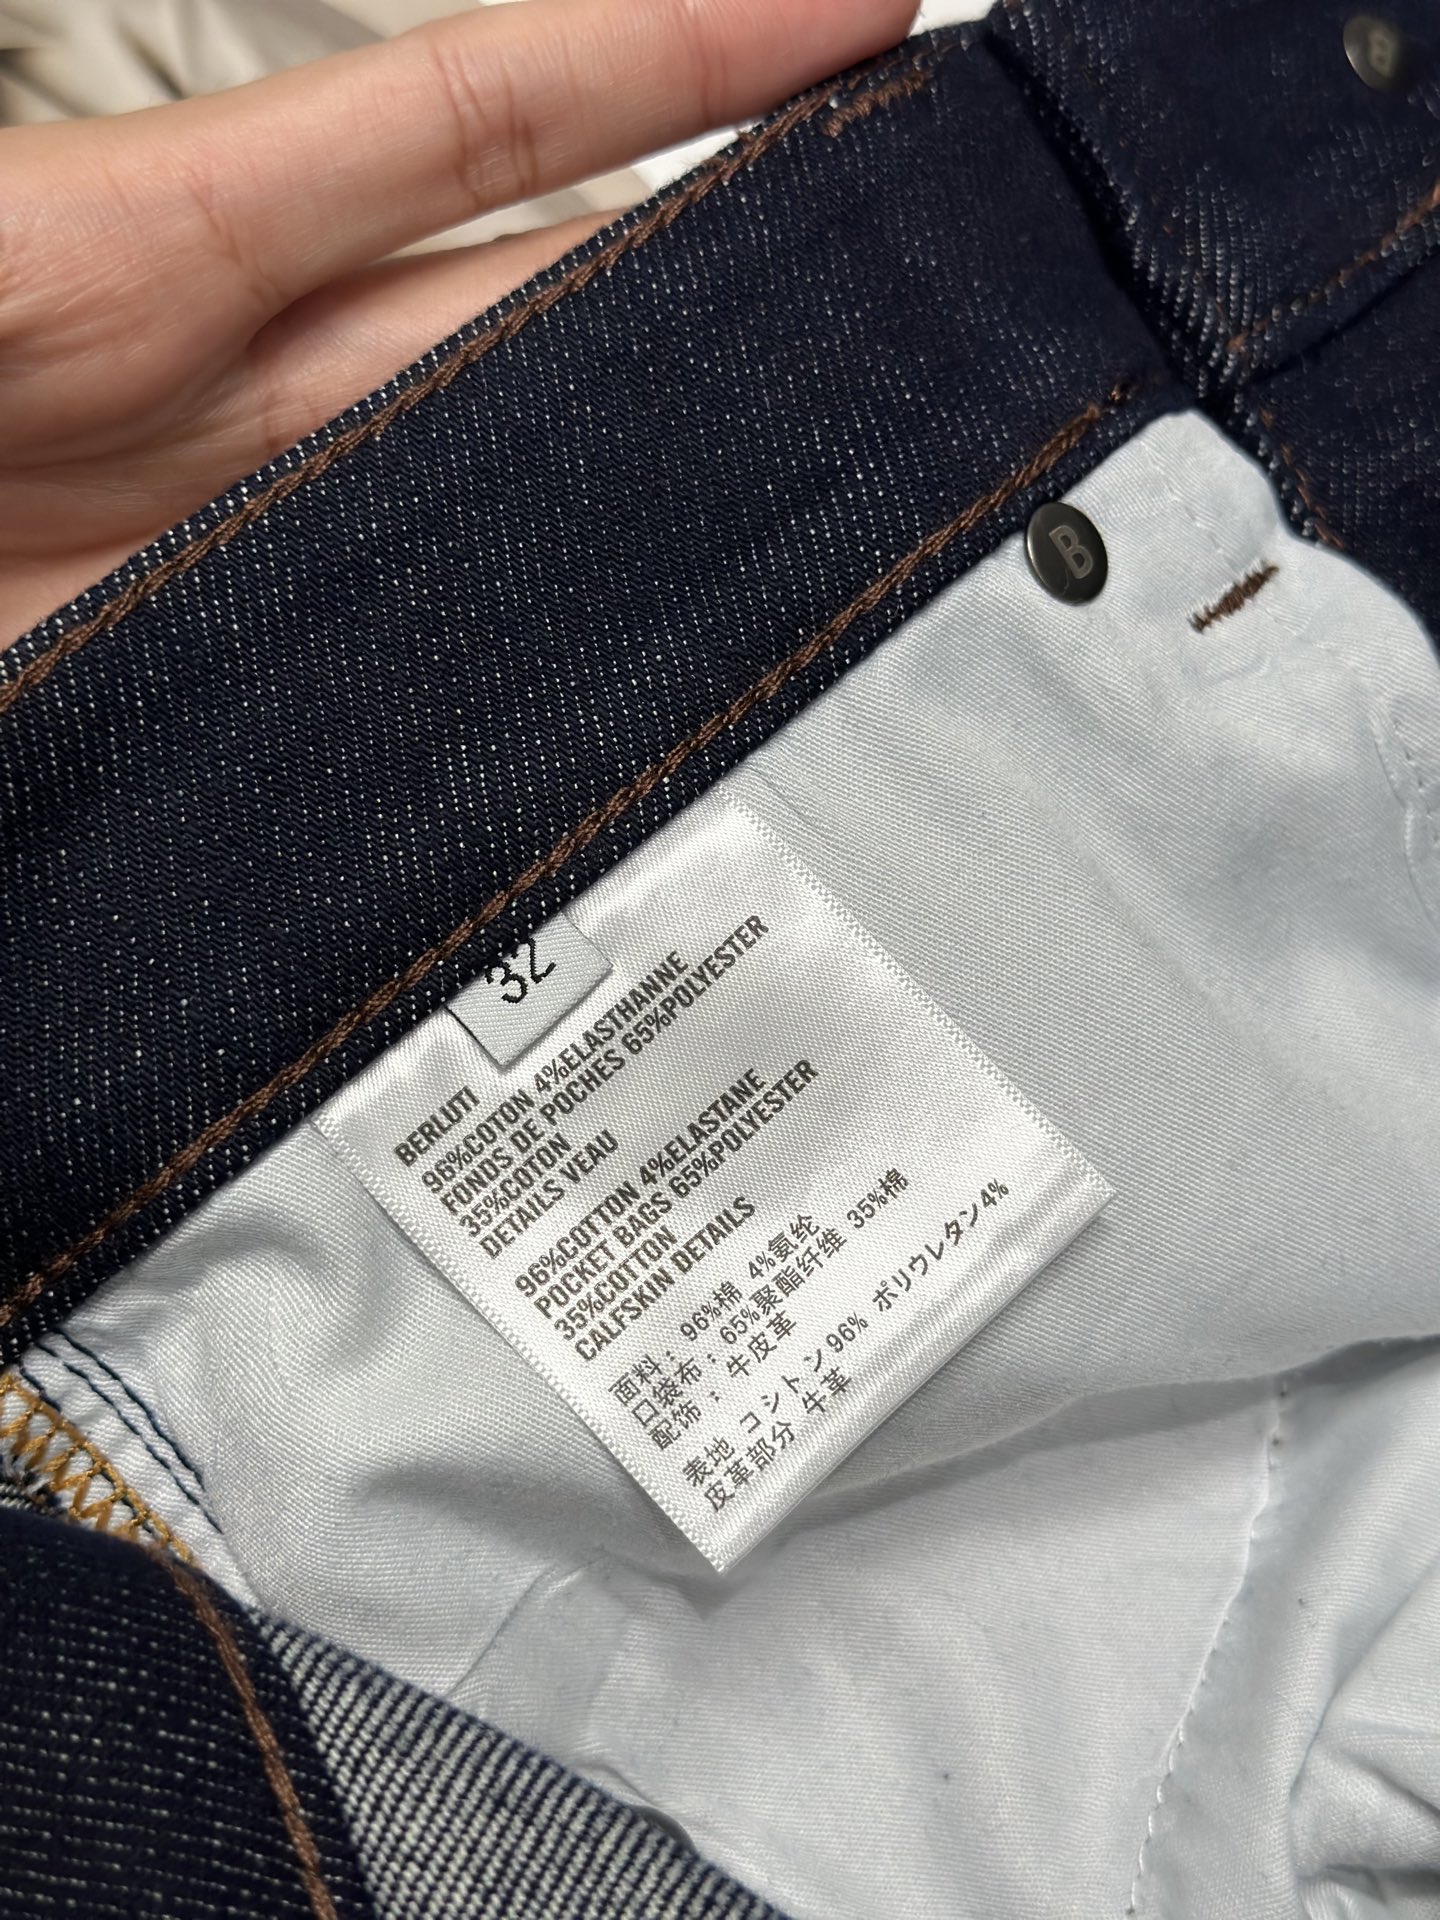 B
B
32
BERLUTI
96%COTON 4%ELASTHANNE
FONDS DE POCHES 65%POLYESTER
35%COTON
DETAILS VEAU
96%COTTON 4%ELASTANE
POCKET BAGS 65%POLYESTER
35%COTTON
CALFSKIN DETAILS
面料: 96%棉 4%氨纶
口袋布: 65%聚酯纤维 35%棉
配饰: 牛皮革
表地 コシトン96% ポリウレタン4%
皮革部分 牛革